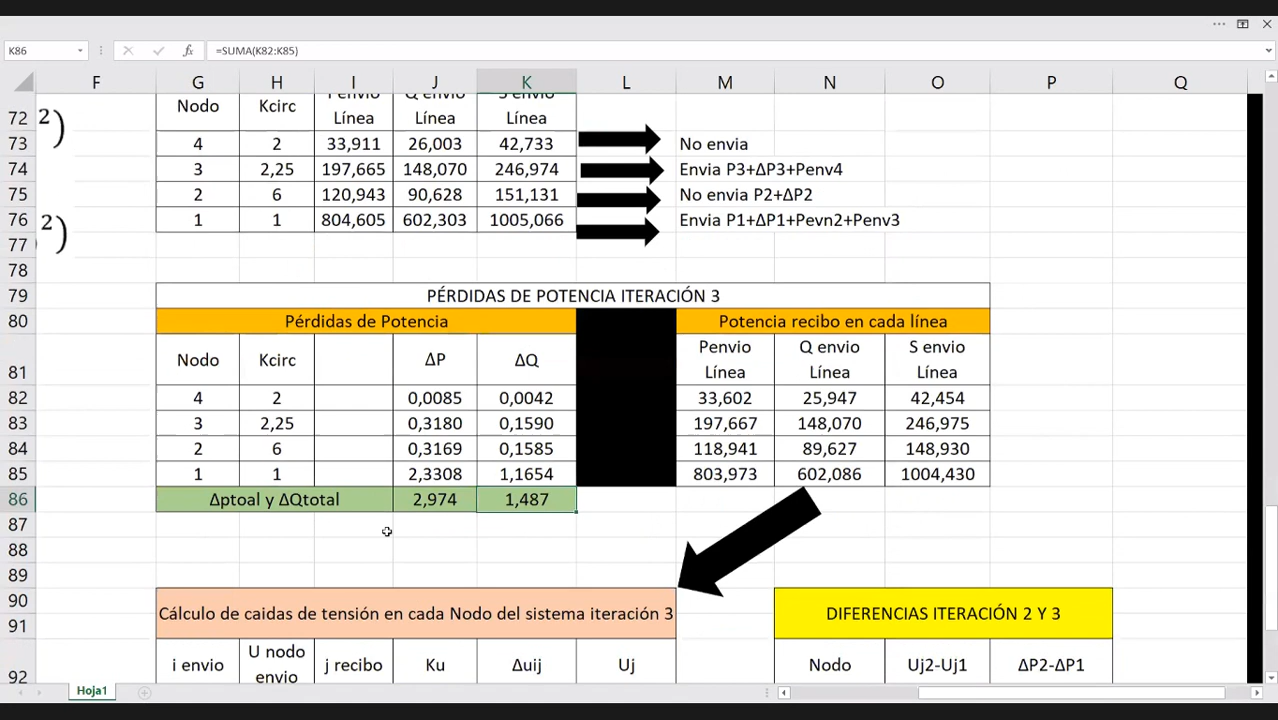 K86 fx =SUMA(K82:K85)
F G H I J K L M N O P Q
Nodo Kcirc P envio Q envio S envio
72 2) Línea Línea Línea
73 4 2 33,911 26,003 42,733 No envia
74 3 2,25 197,665 148,070 246,974 Envia P3+ΔP3+Penv4
75 2 6 120,943 90,628 151,131 No envia P2+ΔP2
76 1 1 804,605 602,303 1005,066 Envia P1+ΔP1+Pevn2+Penv3
77 2)
78
79 PÉRDIDAS DE POTENCIA ITERACIÓN 3
80 Pérdidas de Potencia Potencia recibo en cada línea
Penvio Q envio S envio
81 Nodo Kcirc ΔP ΔQ Línea Línea Línea
82 4 2 0,0085 0,0042 33,602 25,947 42,454
83 3 2,25 0,3180 0,1590 197,667 148,070 246,975
84 2 6 0,3169 0,1585 118,941 89,627 148,930
85 1 1 2,3308 1,1654 803,973 602,086 1004,430
86 Δptoal y ΔQtotal 2,974 1,487
87
88
89
90 Cálculo de caidas de tensión en cada Nodo del sistema iteración 3 DIFERENCIAS ITERACIÓN 2 Y 3
91
92 i envio U nodo envio j recibo Ku Δuij Uj Nodo Uj2-Uj1 ΔP2-ΔP1
Hoja1